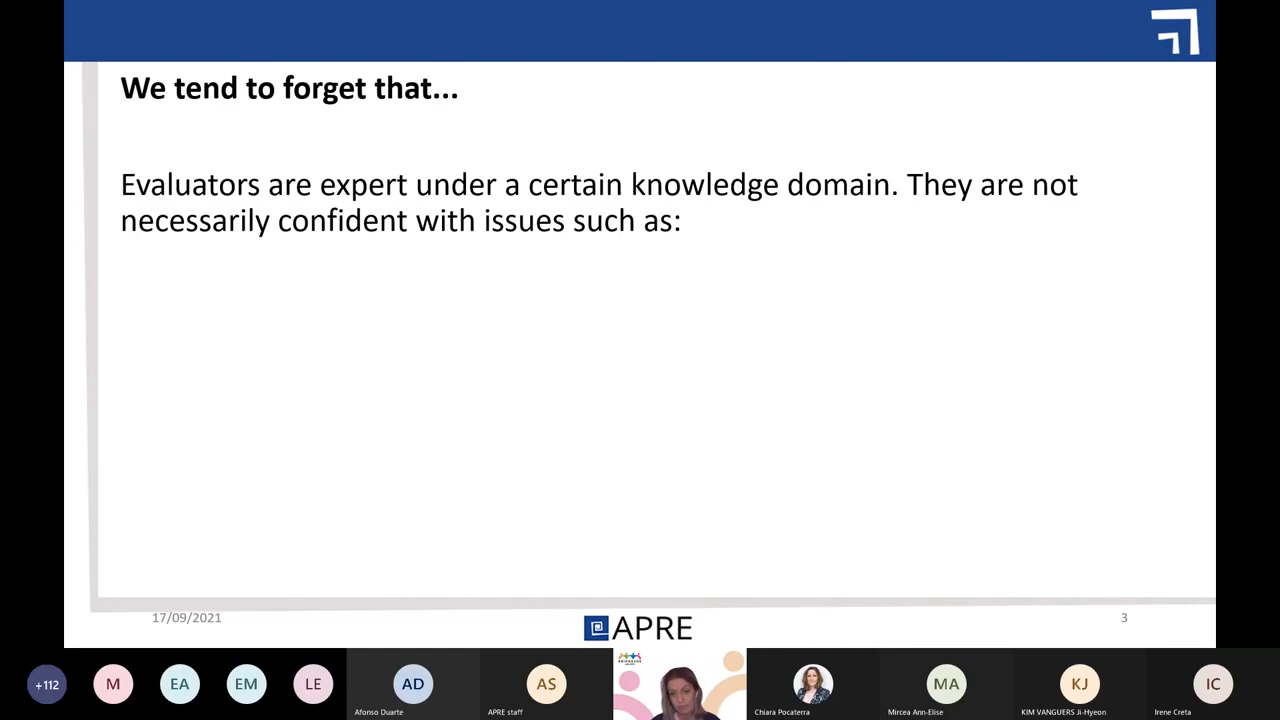 We tend to forget that...
Evaluators are expert under a certain knowledge domain. They are not
necessarily confident with issues such as:
17/09/2021
APRE
3
+112
M
EA
EM
LE
AD
Afonso Duarte
AS
APRE staff
Chiara Pocaterra
MA
Mircea Ann-Elise
KJ
KIM VANGUERS Ji-Hyeon
IC
Irene Creta